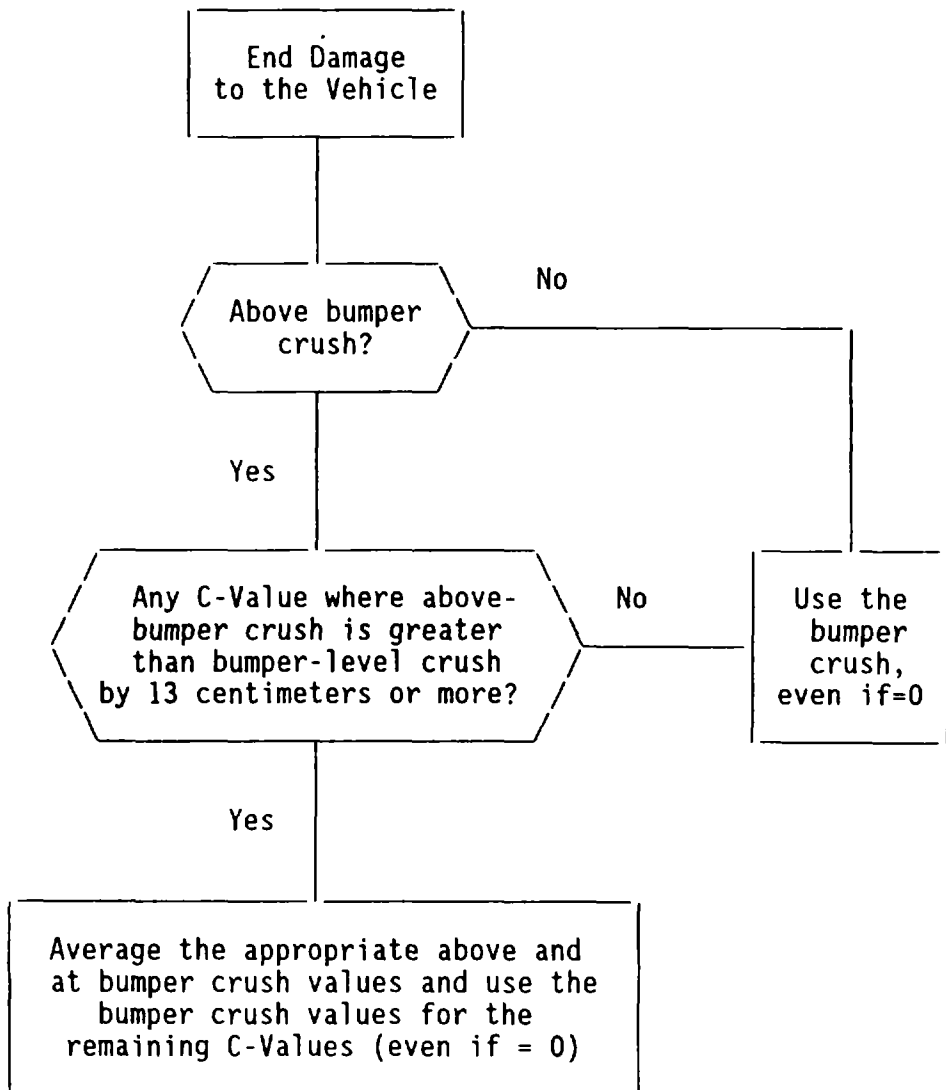 End Damage
to the Vehicle
Above bumper
crush?
No
Yes
Any C-Value where above-
bumper crush is greater
than bumper-level crush
by 13 centimeters or more?
No
Use the
bumper
crush,
even if=0
Yes
Average the appropriate above and
at bumper crush values and use the
bumper crush values for the
remaining C-Values (even if = 0)